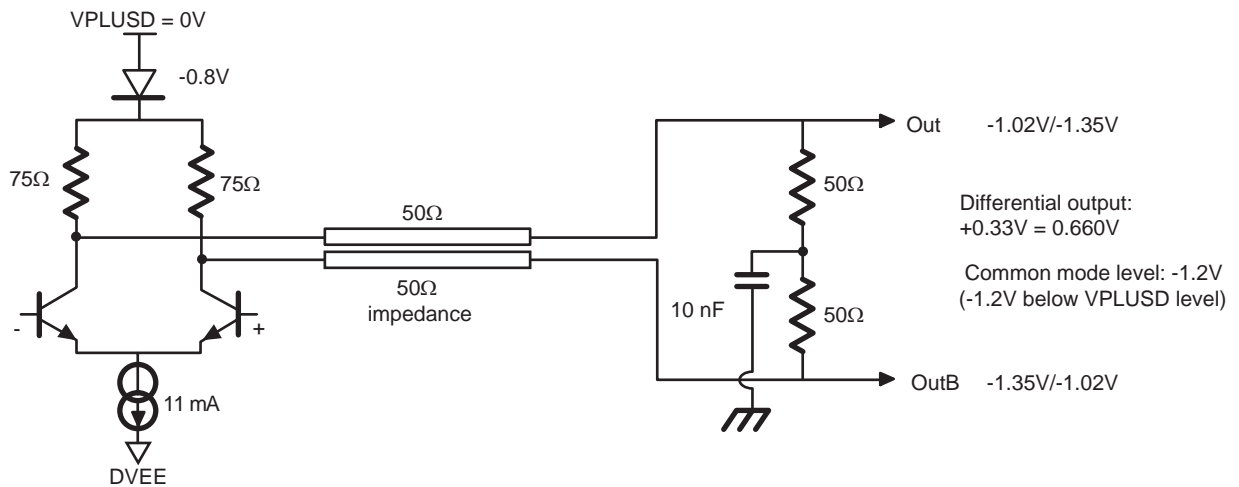 VPLUSD = 0V
-0.8V
75Ω
75Ω
50Ω
50Ω
impedance
-
+
11 mA
DVEE
10 nF
50Ω
50Ω
Out -1.02V/-1.35V
Differential output:
+0.33V = 0.660V
Common mode level: -1.2V
(-1.2V below VPLUSD level)
OutB -1.35V/-1.02V